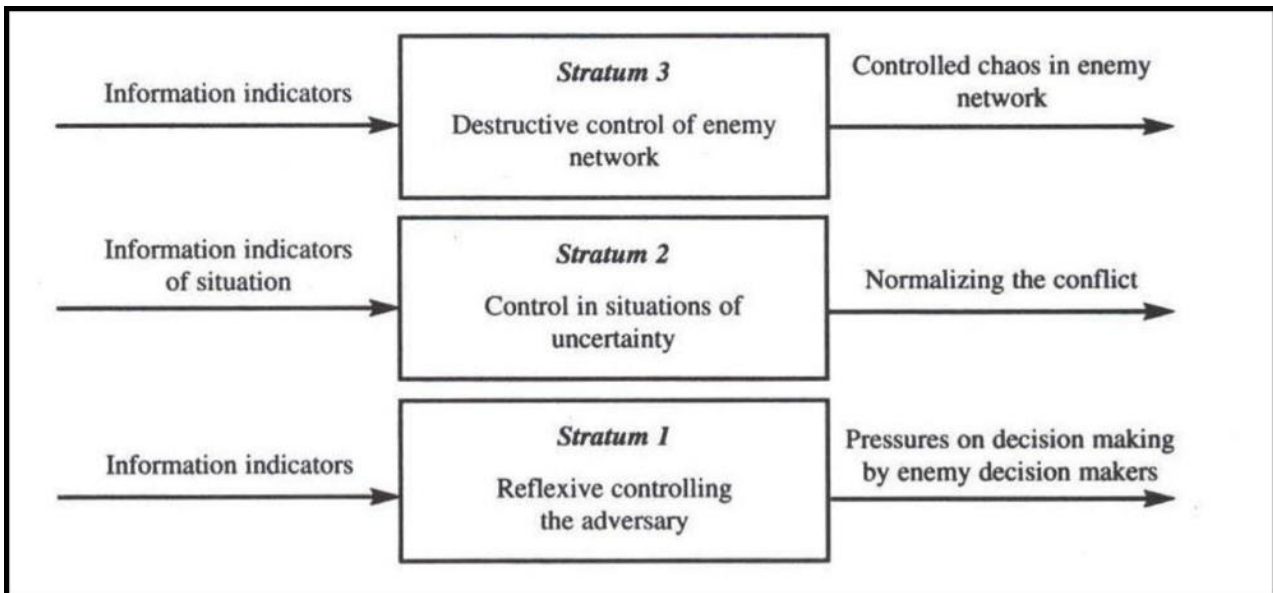 Information indicators
Stratum 3
Destructive control of enemy
network
Controlled chaos in enemy
network
Information indicators
of situation
Stratum 2
Control in situations of
uncertainty
Normalizing the conflict
Information indicators
Stratum 1
Reflexive controlling
the adversary
Pressures on decision making
by enemy decision makers